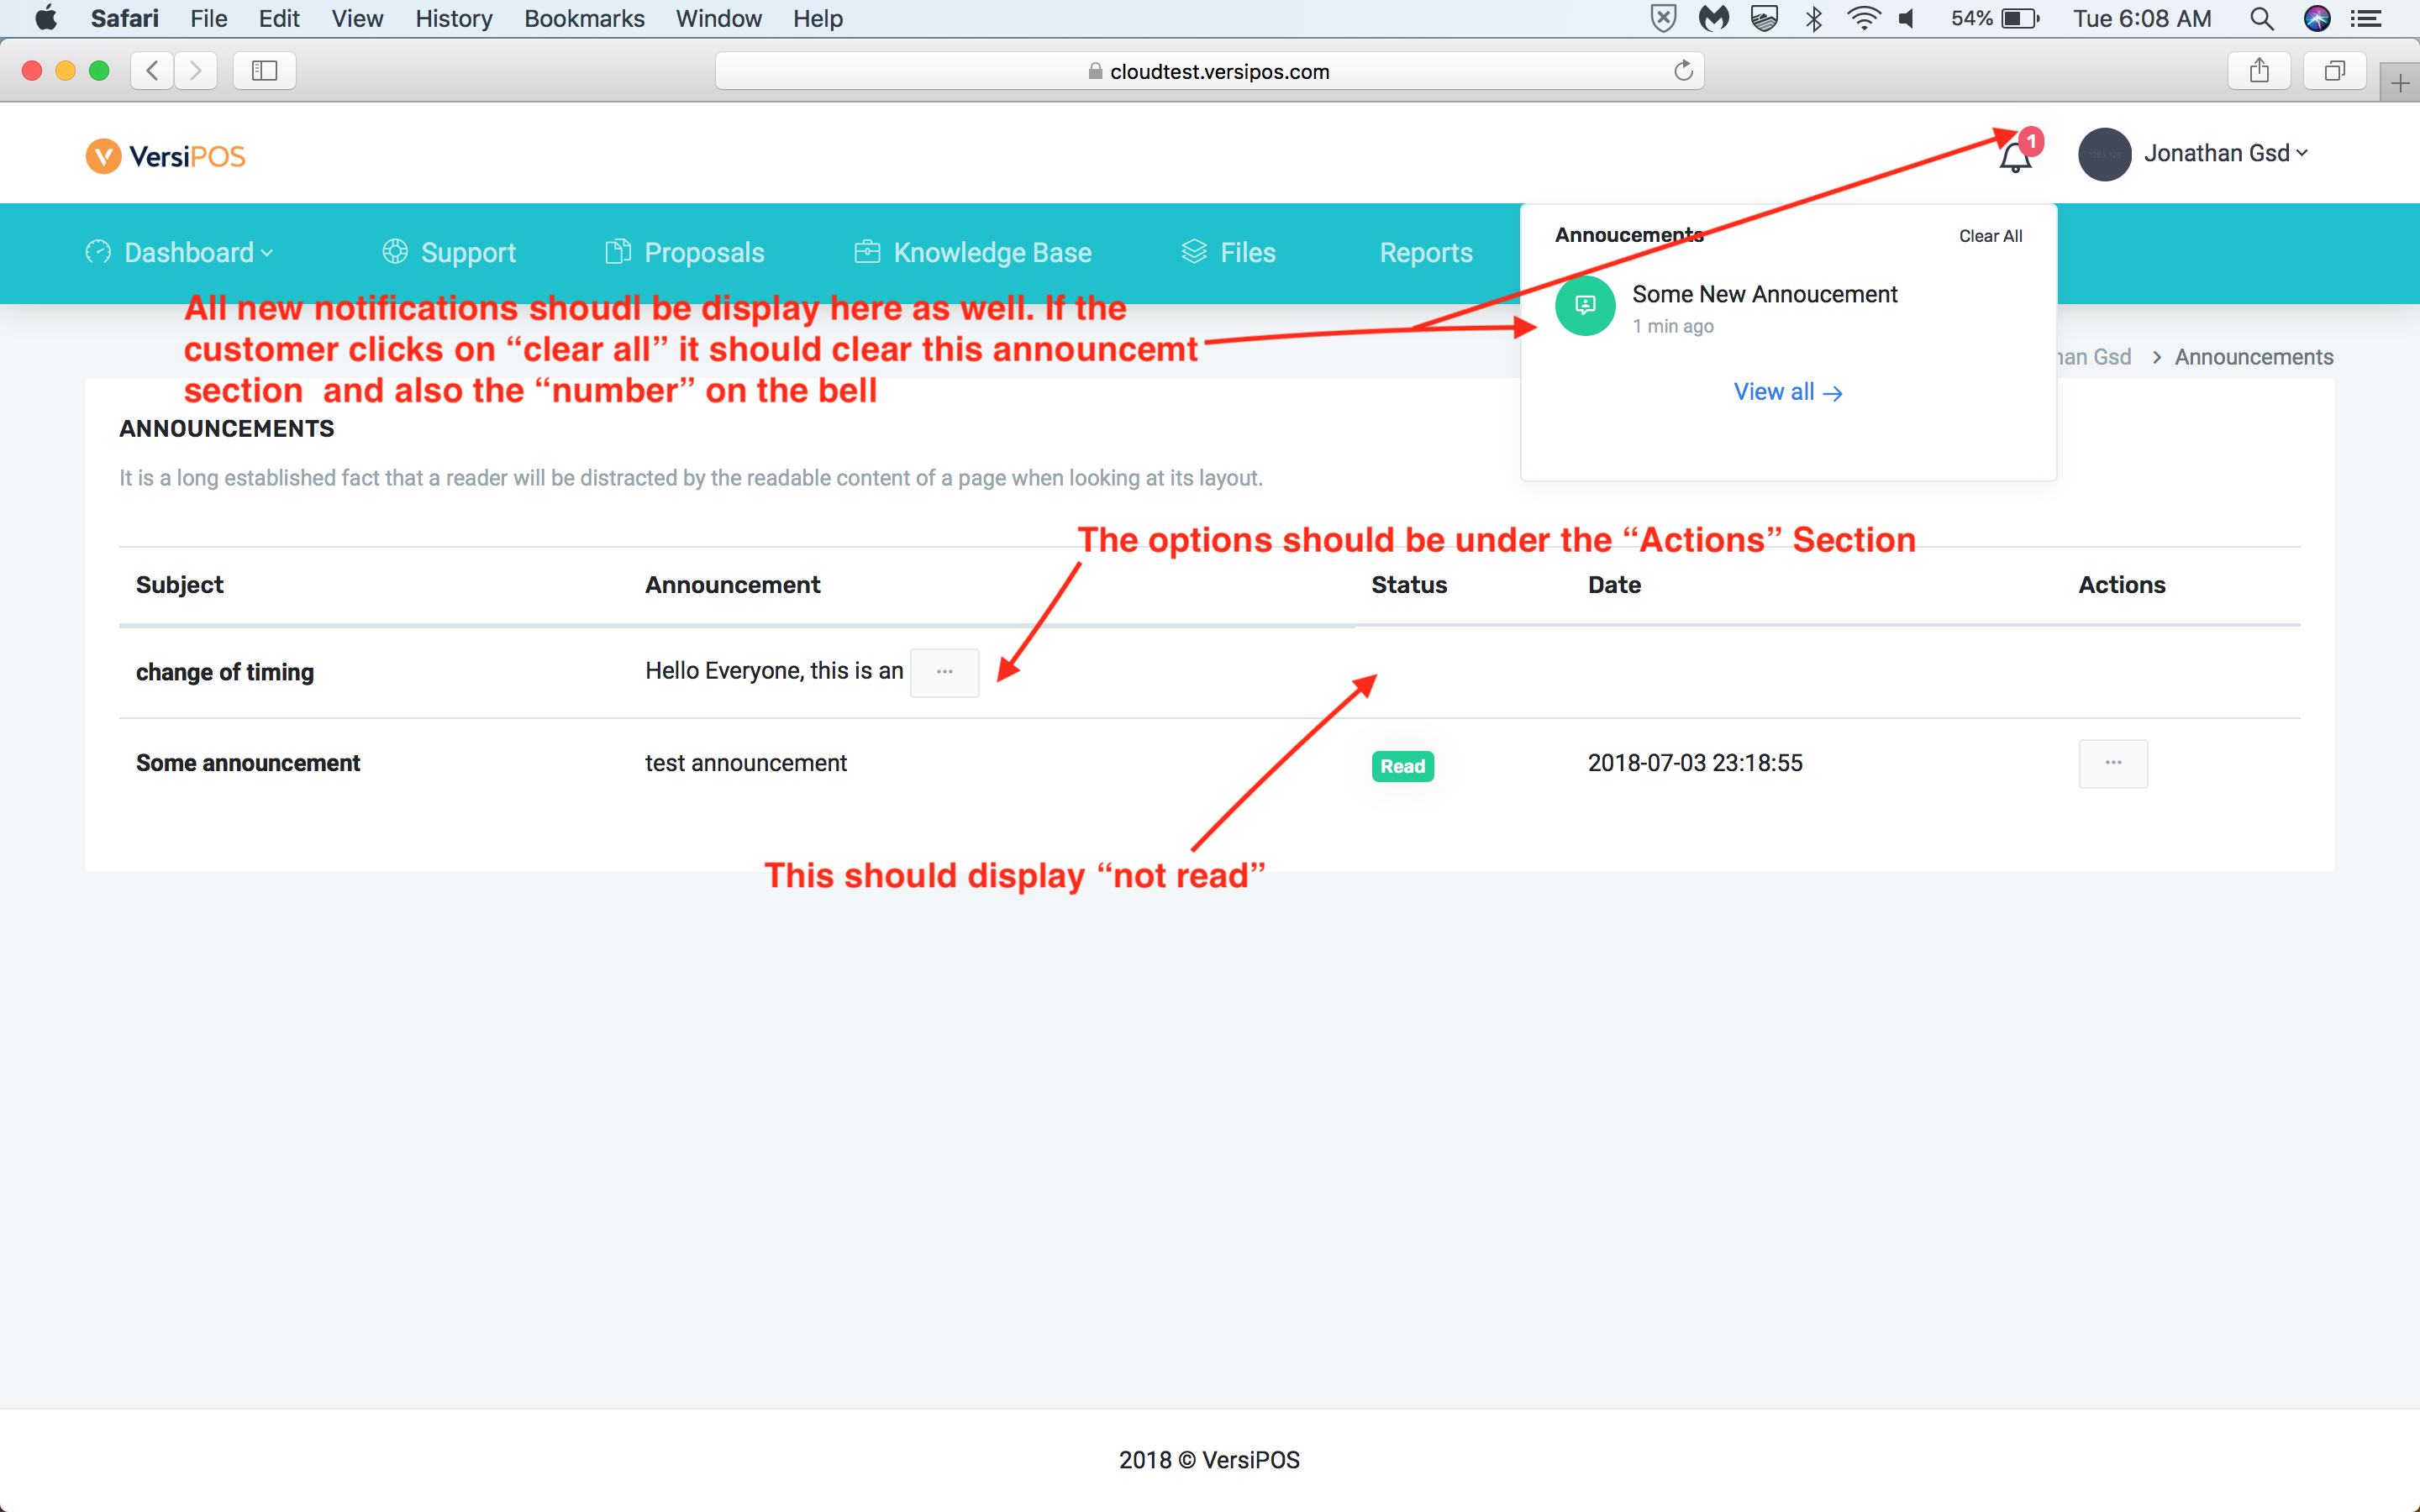 Safari File Edit View History Bookmarks Window Help 54% Tue 6:08 AM
cloudtest.versipos.com
VersiPOS 1 Jonathan Gsd
Dashboard Support Proposals Knowledge Base Files Reports
Annoucements Clear All
Some New Annoucement
1 min ago
View all →
All new notifications shoudl be display here as well. If the
customer clicks on “clear all” it should clear this announcemt
section and also the “number” on the bell
han Gsd > Announcements
ANNOUNCEMENTS
It is a long established fact that a reader will be distracted by the readable content of a page when looking at its layout.
The options should be under the “Actions” Section
Subject Announcement Status Date Actions
change of timing Hello Everyone, this is an ...
Some announcement test announcement Read 2018-07-03 23:18:55 ...
This should display “not read”
2018 © VersiPOS